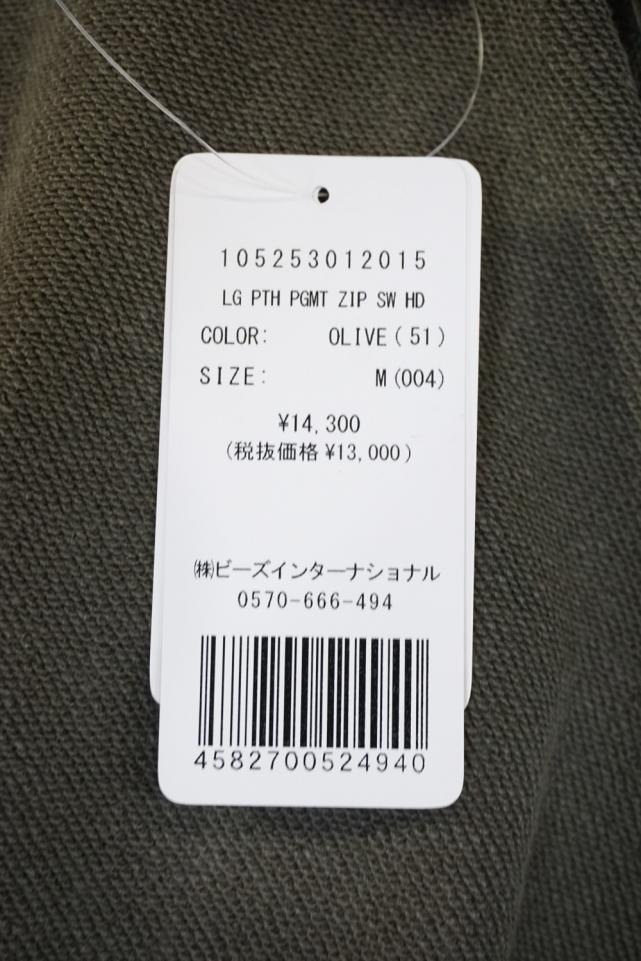 105253012015
LG PTH PGMT ZIP SW HD
COLOR: OLIVE(51)
SIZE: M(004)
¥14,300
(税抜価格¥13,000)
㈱ビーズインターナショナル
0570-666-494
4582700524940